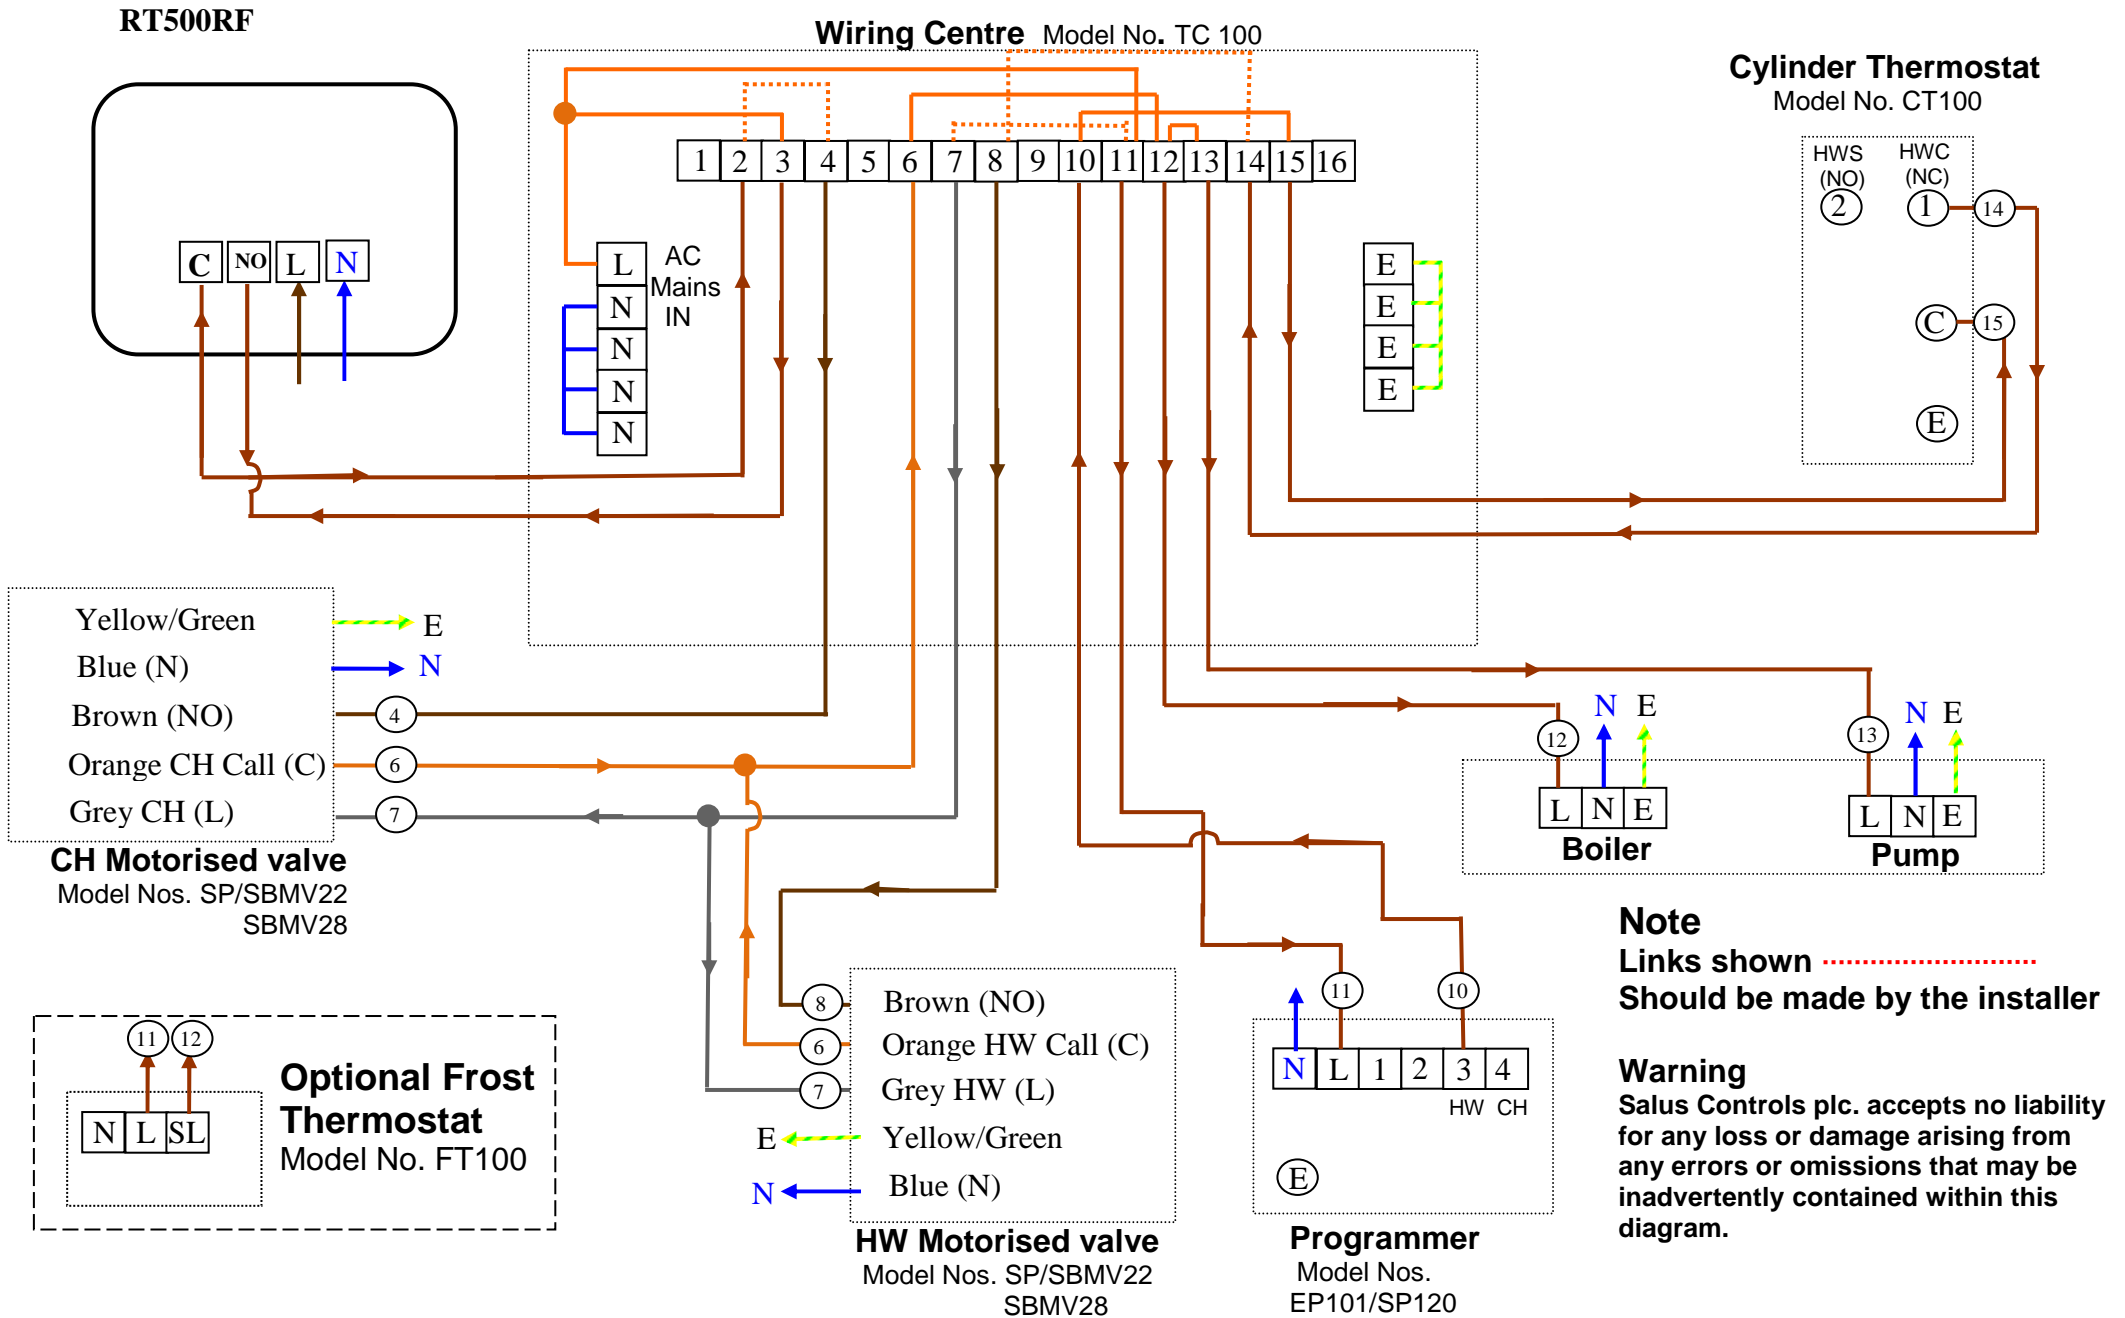 RT500RF
C NO L N
Wiring Centre Model No. TC 100
1 2 3 4 5 6 7 8 9 10 11 12 13 14 15 16
L
N
N
N
N
AC
Mains
IN
E
E
E
E
Cylinder Thermostat
Model No. CT100
HWS HWC
(NO) (NC)
2 1 14
C 15
E
Yellow/Green E
Blue (N) N
Brown (NO) 4
Orange CH Call (C) 6
Grey CH (L) 7
CH Motorised valve
Model Nos. SP/SBMV22
SBMV28
11 12
N L SL
Optional Frost
Thermostat
Model No. FT100
8 Brown (NO)
6 Orange HW Call (C)
7 Grey HW (L)
E Yellow/Green
N Blue (N)
HW Motorised valve
Model Nos. SP/SBMV22
SBMV28
11 10
N L 1 2 3 4
HW CH
E
Programmer
Model Nos.
EP101/SP120
N E
12
L N E
Boiler
N E
13
L N E
Pump
Note
Links shown
Should be made by the installer
Warning
Salus Controls plc. accepts no liability
for any loss or damage arising from
any errors or omissions that may be
inadvertently contained within this
diagram.